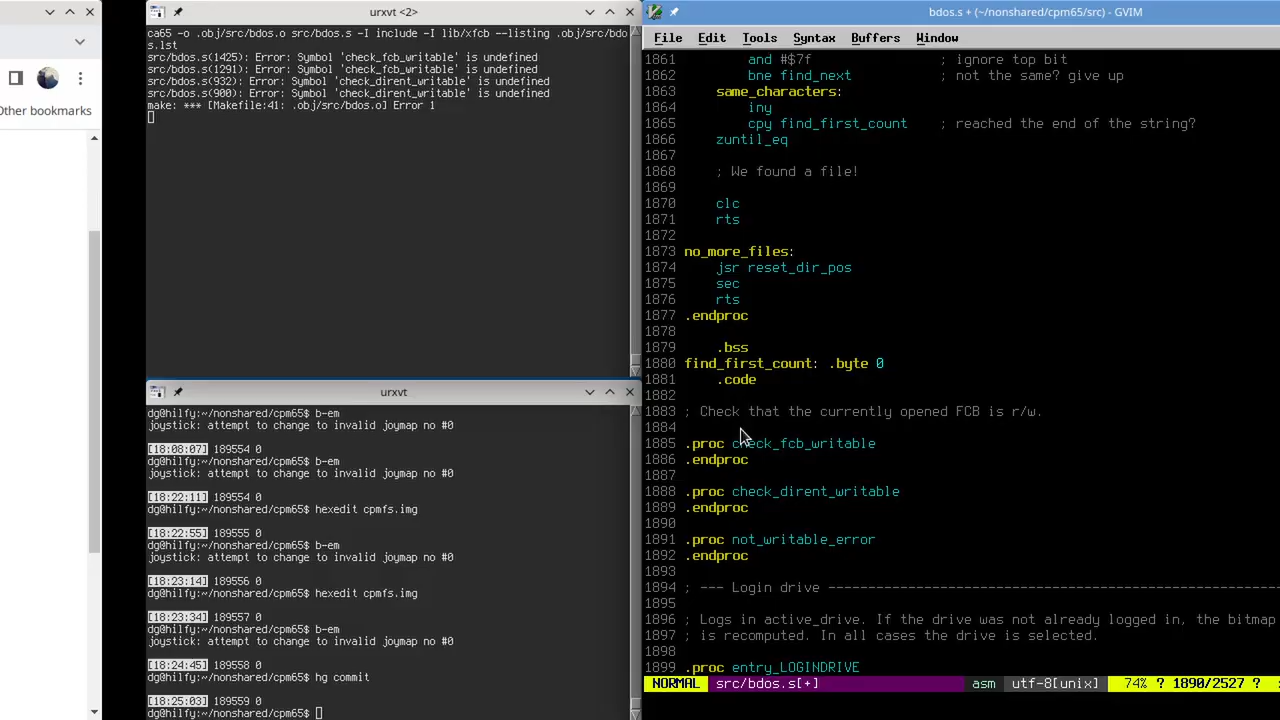 Other bookmarks
urxvt <2>
ca65 -o .obj/src/bdos.o src/bdos.s -I include -I lib/xfcb --listing .obj/src/bdo
s.lst
src/bdos.s(1425): Error: Symbol 'check_fcb_writable' is undefined
src/bdos.s(1291): Error: Symbol 'check_fcb_writable' is undefined
src/bdos.s(932): Error: Symbol 'check_dirent_writable' is undefined
src/bdos.s(900): Error: Symbol 'check_dirent_writable' is undefined
make: *** [Makefile:41: .obj/src/bdos.o] Error 1
urxvt
dg@hilfy:~/nonshared/cpm65$ b-em
joystick: attempt to change to invalid joymap no #0
[18:08:07] 189554 0
dg@hilfy:~/nonshared/cpm65$ b-em
joystick: attempt to change to invalid joymap no #0
[18:22:11] 189554 0
dg@hilfy:~/nonshared/cpm65$ hexedit cpmfs.img
[18:22:55] 189555 0
dg@hilfy:~/nonshared/cpm65$ b-em
joystick: attempt to change to invalid joymap no #0
[18:23:14] 189556 0
dg@hilfy:~/nonshared/cpm65$ hexedit cpmfs.img
[18:23:34] 189557 0
dg@hilfy:~/nonshared/cpm65$ b-em
joystick: attempt to change to invalid joymap no #0
[18:24:45] 189558 0
dg@hilfy:~/nonshared/cpm65$ hg commit
[18:25:03] 189559 0
dg@hilfy:~/nonshared/cpm65$
bdos.s + (~/nonshared/cpm65/src) - GVIM
File Edit Tools Syntax Buffers Window
1861 and #$7f ; ignore top bit
1862 bne find_next ; not the same? give up
1863 same_characters:
1864 iny
1865 cpy find_first_count ; reached the end of the string?
1866 zuntil_eq
1867
1868 ; We found a file!
1869
1870 clc
1871 rts
1872
1873 no_more_files:
1874 jsr reset_dir_pos
1875 sec
1876 rts
1877 .endproc
1878
1879 .bss
1880 find_first_count: .byte 0
1881 .code
1882
1883 ; Check that the currently opened FCB is r/w.
1884
1885 .proc check_fcb_writable
1886 .endproc
1887
1888 .proc check_dirent_writable
1889 .endproc
1890
1891 .proc not_writable_error
1892 .endproc
1893
1894 ; --- Login drive ---------------------------------------------------------
1895
1896 ; Logs in active_drive. If the drive was not already logged in, the bitmap
1897 ; is recomputed. In all cases the drive is selected.
1898
1899 .proc entry_LOGINDRIVE
NORMAL src/bdos.s[+] asm utf-8[unix] 74% ? 1890/2527 ?